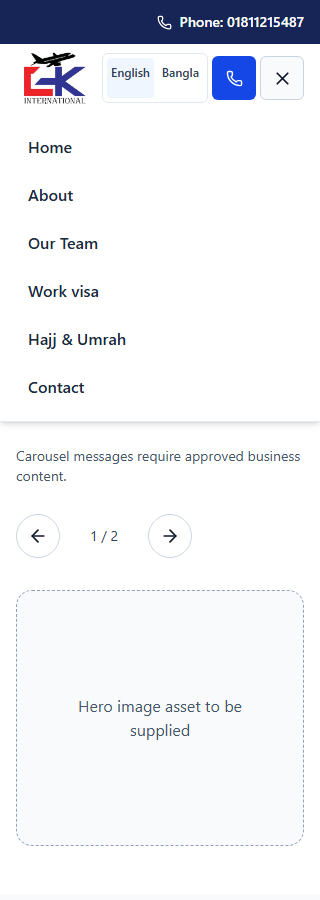 Phone: 01811215487
INTERNATIONAL
English Bangla
Home
About
Our Team
Work visa
Hajj & Umrah
Contact
Carousel messages require approved business
content.
1 / 2
Hero image asset to be
supplied